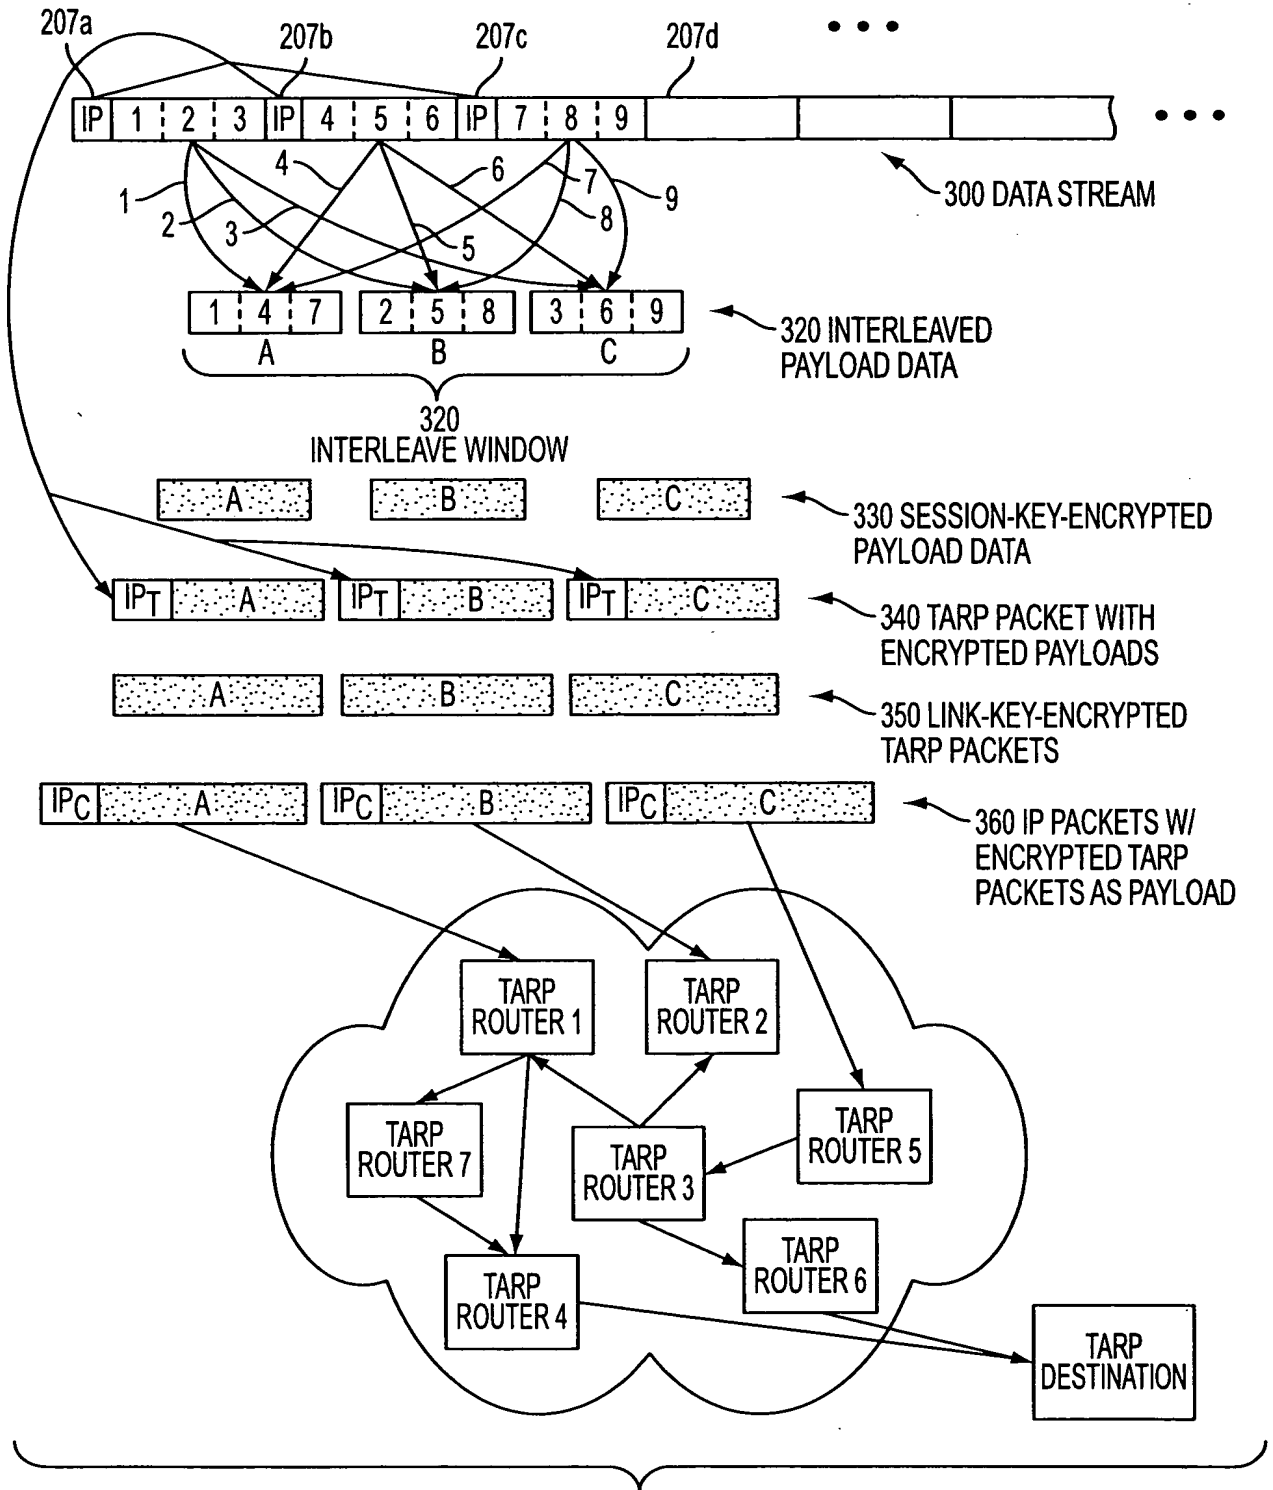 207a
207b
207c
207d
• • •
IP 1 2 3 IP 4 5 6 IP 7 8 9
• • •
300 DATA STREAM
1 2 3 4 5 6 7 8 9
1 4 7 2 5 8 3 6 9
A B C
320 INTERLEAVED
PAYLOAD DATA
320
INTERLEAVE WINDOW
A B C
330 SESSION-KEY-ENCRYPTED
PAYLOAD DATA
IPT A IPT B IPT C
340 TARP PACKET WITH
ENCRYPTED PAYLOADS
A B C
350 LINK-KEY-ENCRYPTED
TARP PACKETS
IPC A IPC B IPC C
360 IP PACKETS W/
ENCRYPTED TARP
PACKETS AS PAYLOAD
TARP
ROUTER 1
TARP
ROUTER 2
TARP
ROUTER 7
TARP
ROUTER 3
TARP
ROUTER 5
TARP
ROUTER 4
TARP
ROUTER 6
TARP
DESTINATION